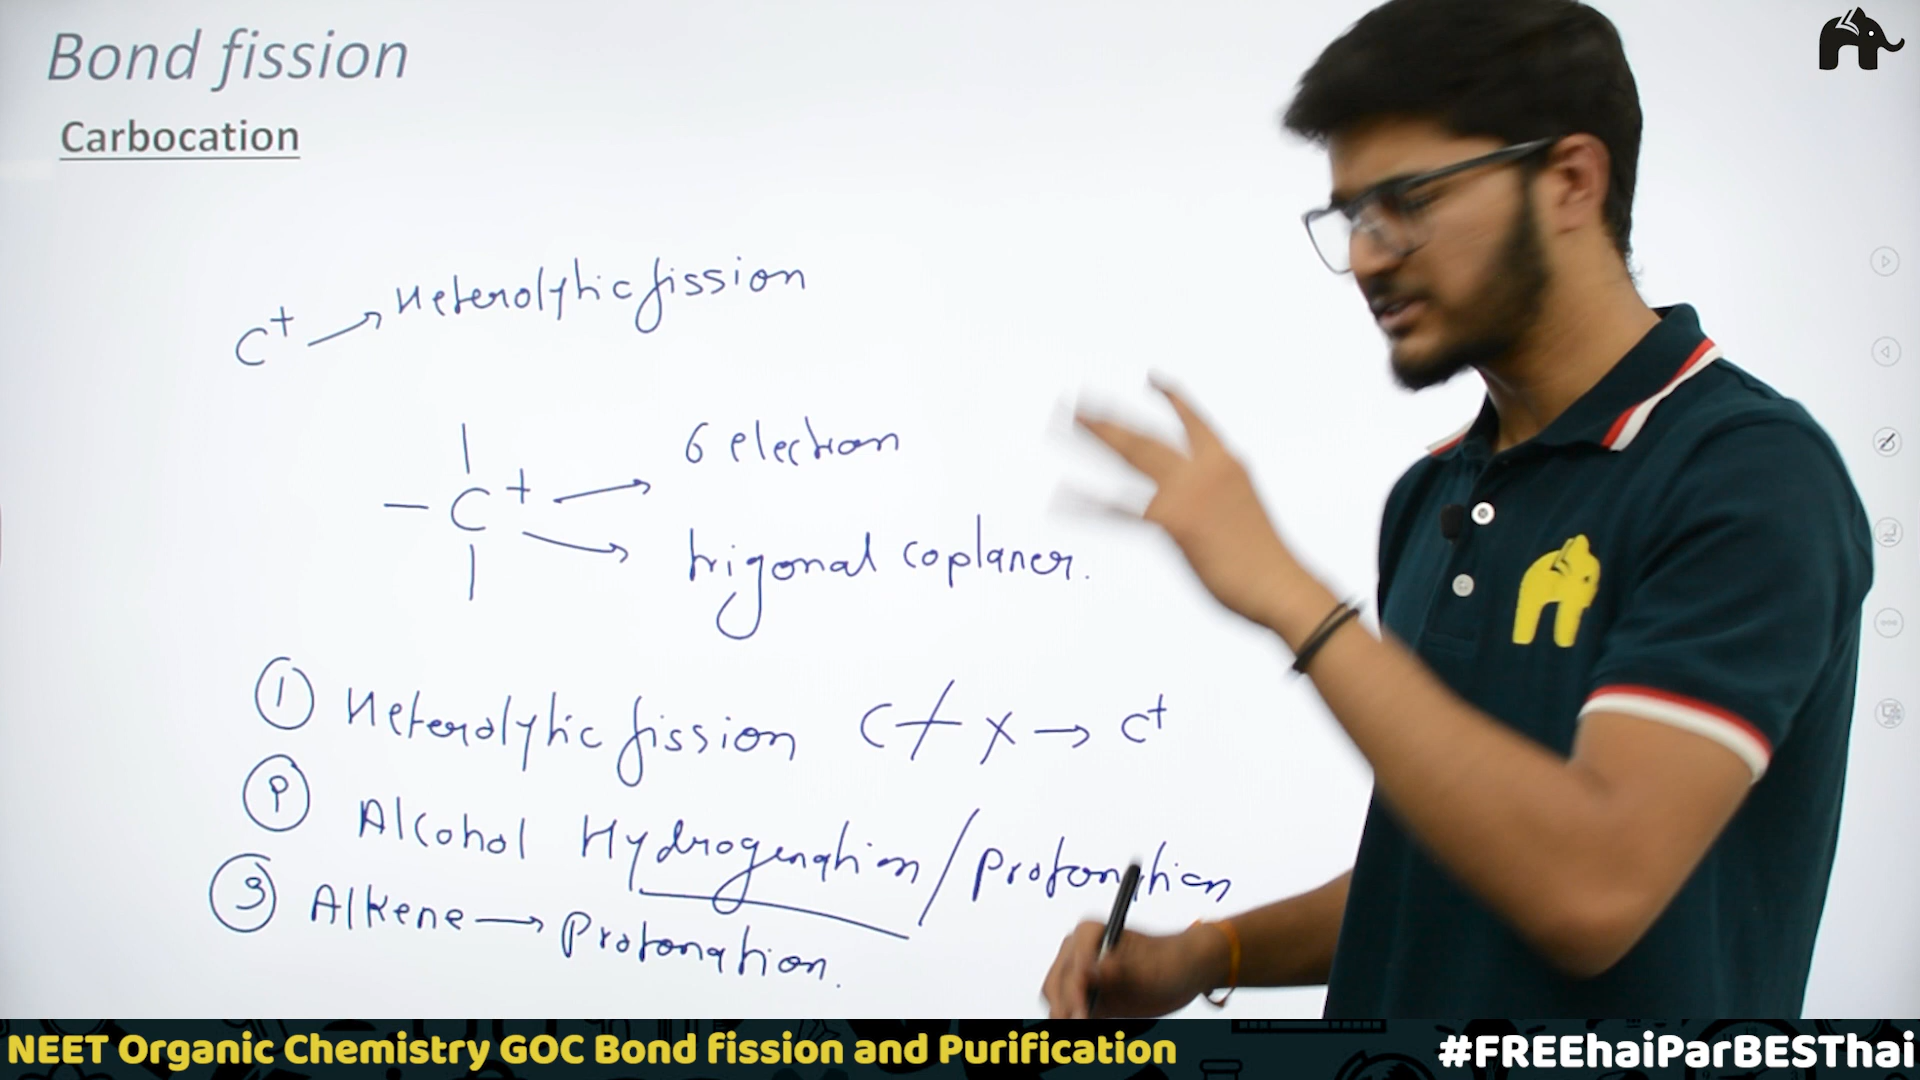 Bond fission
Carbocation
C+ → Heterolytic fission
6 electron
— C +
trigonal coplaner.
① Heterolytic fission C + X → C+
② Alcohol Hydrogenation / Protonation
③ Alkene → Protonation.
NEET Organic Chemistry GOC Bond fission and Purification
#FREEhaiParBESThai